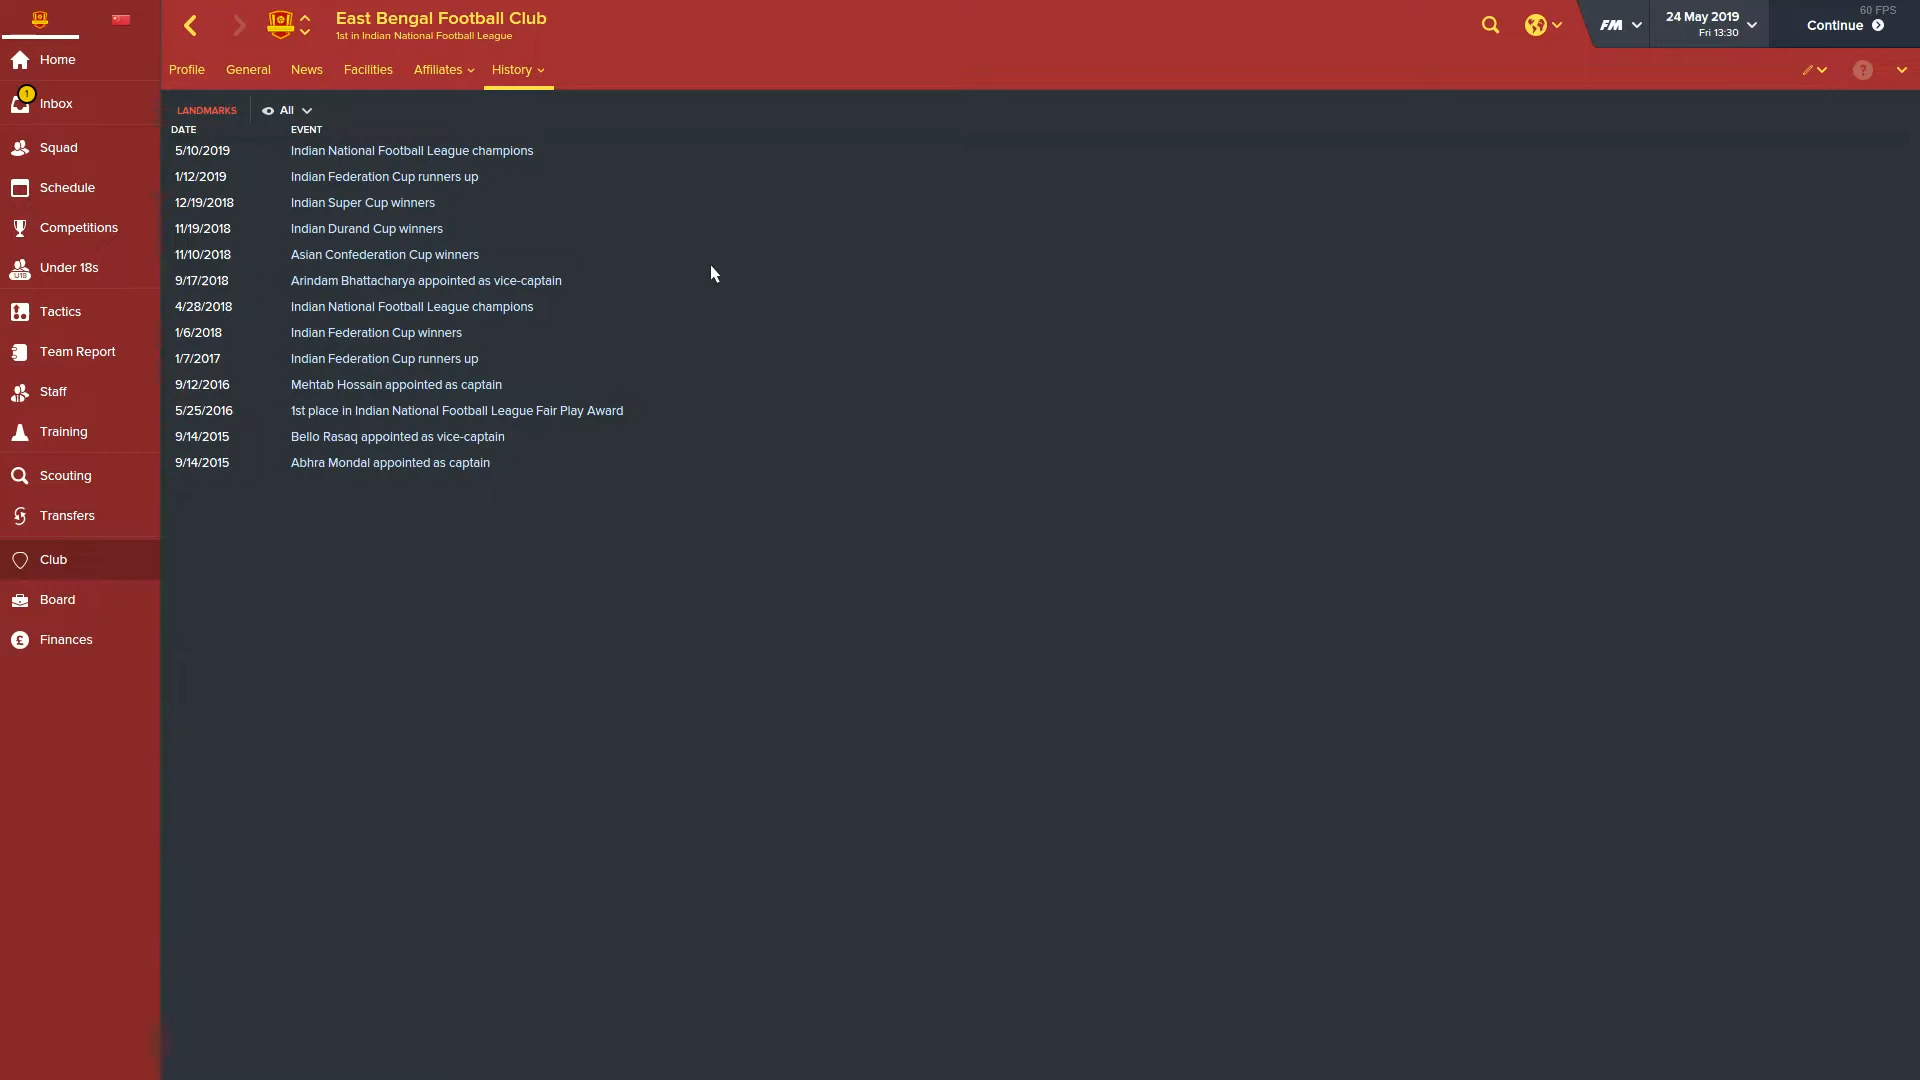 60 FPS
East Bengal Football Club
1st in Indian National Football League
FM
24 May 2019
Fri 13:30
Continue
Profile General News Facilities Affiliates History
?
Home
1
Inbox
Squad
Schedule
Competitions
U18
Under 18s
Tactics
Team Report
Staff
Training
Scouting
Transfers
Club
Board
£
Finances
LANDMARKS All
DATE EVENT
5/10/2019 Indian National Football League champions
1/12/2019 Indian Federation Cup runners up
12/19/2018 Indian Super Cup winners
11/19/2018 Indian Durand Cup winners
11/10/2018 Asian Confederation Cup winners
9/17/2018 Arindam Bhattacharya appointed as vice-captain
4/28/2018 Indian National Football League champions
1/6/2018 Indian Federation Cup winners
1/7/2017 Indian Federation Cup runners up
9/12/2016 Mehtab Hossain appointed as captain
5/25/2016 1st place in Indian National Football League Fair Play Award
9/14/2015 Bello Rasaq appointed as vice-captain
9/14/2015 Abhra Mondal appointed as captain